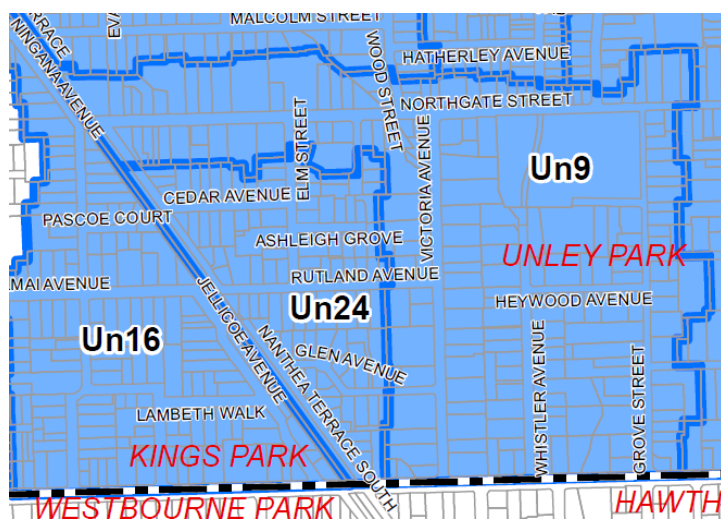 MALCOLM STREET
HATHERLEY AVENUE
NINGANA AVENUE
WOOD STREET
NORTHGATE STREET
ELM STREET
VICTORIA AVENUE
Un9
CEDAR AVENUE
PASCOE COURT
ASHLEIGH GROVE
UNLEY PARK
RUTLAND AVENUE
JELLICOE AVENUE
Un24
HEYWOOD AVENUE
Un16
NANTHEA TERRACE SOUTH
GLEN AVENUE
WHISTLER AVENUE
GROVE STREET
LAMBETH WALK
KINGS PARK
WESTBOURNE PARK
HAWTH